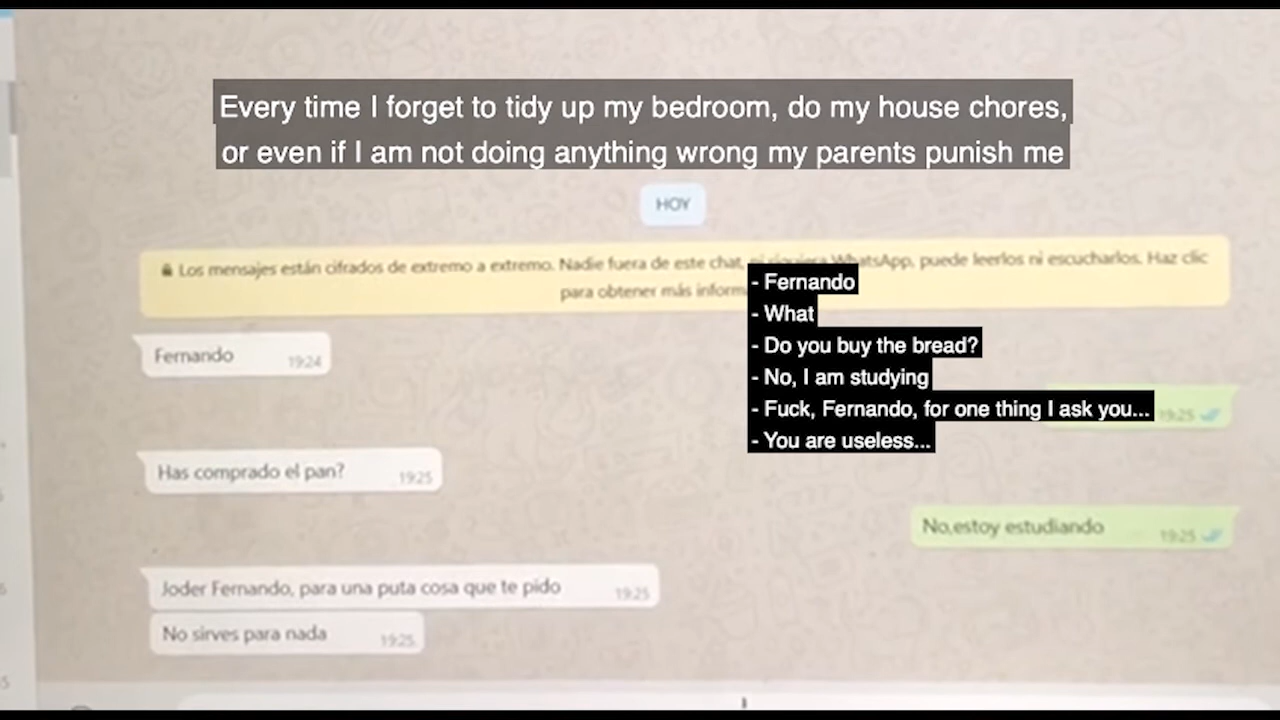 Every time I forget to tidy up my bedroom, do my house chores,
or even if I am not doing anything wrong my parents punish me
HOY
Los mensajes están cifrados de extremo a extremo. Nadie fuera de este chat, ni siquiera WhatsApp, puede leerlos ni escucharlos. Haz clic
para obtener más inform
- Fernando
- What
- Do you buy the bread?
- No, I am studying
- Fuck, Fernando, for one thing I ask you...
- You are useless...
Fernando 19:24
19:25
Has comprado el pan? 19:25
No,estoy estudiando 19:25
Joder Fernando, para una puta cosa que te pido 19:25
No sirves para nada 19:25